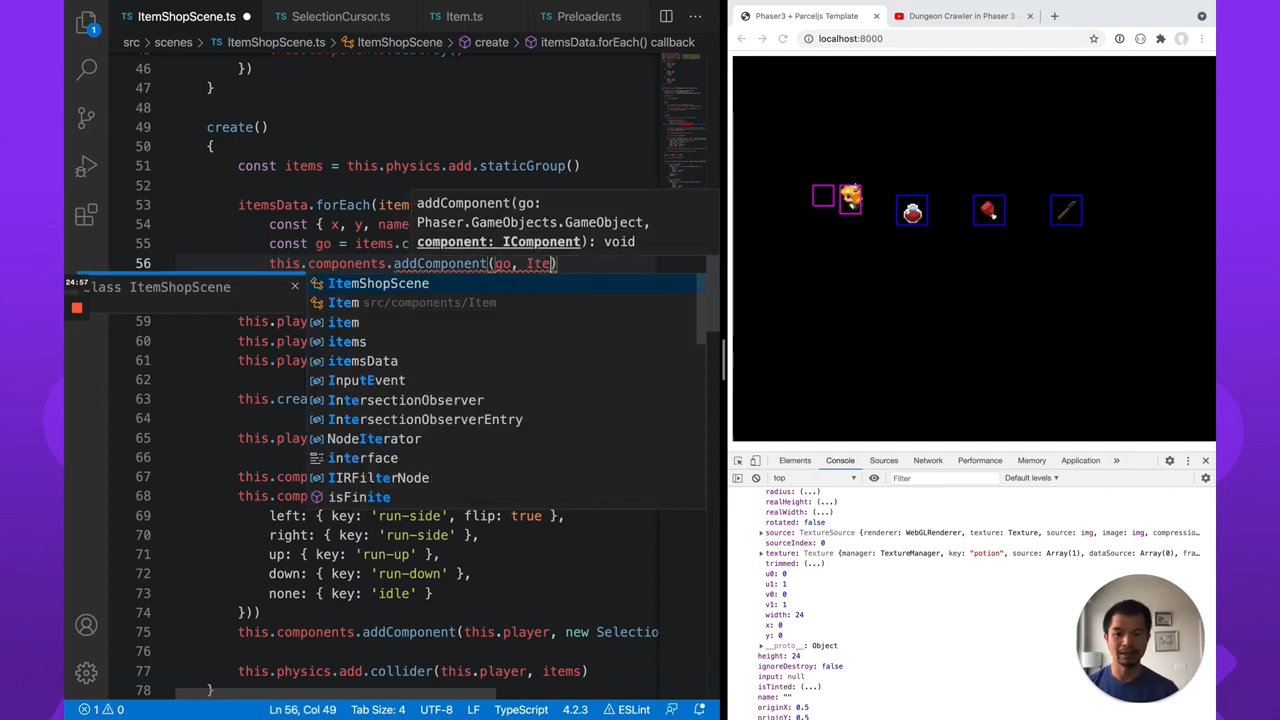 ItemShopScene.ts
SelectionCursor.ts
Item.ts
Preloader.ts
src > scenes > ItemShopScene.ts > ItemShopScene > create > itemsData.forEach() callback
46 })
47 }
48
49 create()
50 {
51 const items = this.physics.add.staticGroup()
52
53 itemsData.forEach(
54 const { x, y, name
55 const go = items.c
56 this.components.addComponent(go, Ite)
addComponent(go:
Phaser.GameObjects.GameObject,
component: IComponent): void
24:57
Class ItemShopScene
ItemShopScene
Item src/components/Item
item
items
itemsData
InputEvent
IntersectionObserver
IntersectionObserverEntry
NodeIterator
interface
IIRFilterNode
isFinite
59 this.play
60 this.play
61 this.play
62
63 this.crea
64
65 this.play
66
67 this.comp
68 this.comp
69 left: { key: 'run-side', flip: true },
70 right: { key: 'run-side' },
71 up: { key: 'run-up' },
72 down: { key: 'run-down' },
73 none: { key: 'idle' }
74 }))
75 this.components.addComponent(this.player, new Selectio
76
77 this.physics.add.collider(this.player, items)
78 }
1 0 Ln 56, Col 49 Tab Size: 4 UTF-8 LF TypeScript 4.2.3 ESLint
1
Phaser3 + Parceljs Template
Dungeon Crawler in Phaser 3 -
localhost:8000
Elements Console Sources Network Performance Memory Application
top Filter Default levels
radius: (...)
realHeight: (...)
realWidth: (...)
rotated: false
source: TextureSource {renderer: WebGLRenderer, texture: Texture, source: img, image: img, compressio…
sourceIndex: 0
texture: Texture {manager: TextureManager, key: "potion", source: Array(1), dataSource: Array(0), fra…
trimmed: (...)
u0: 0
u1: 1
v0: 0
v1: 1
width: 24
x: 0
y: 0
__proto__: Object
height: 24
ignoreDestroy: false
input: null
isTinted: (...)
name: ""
originX: 0.5
originY: 0.5